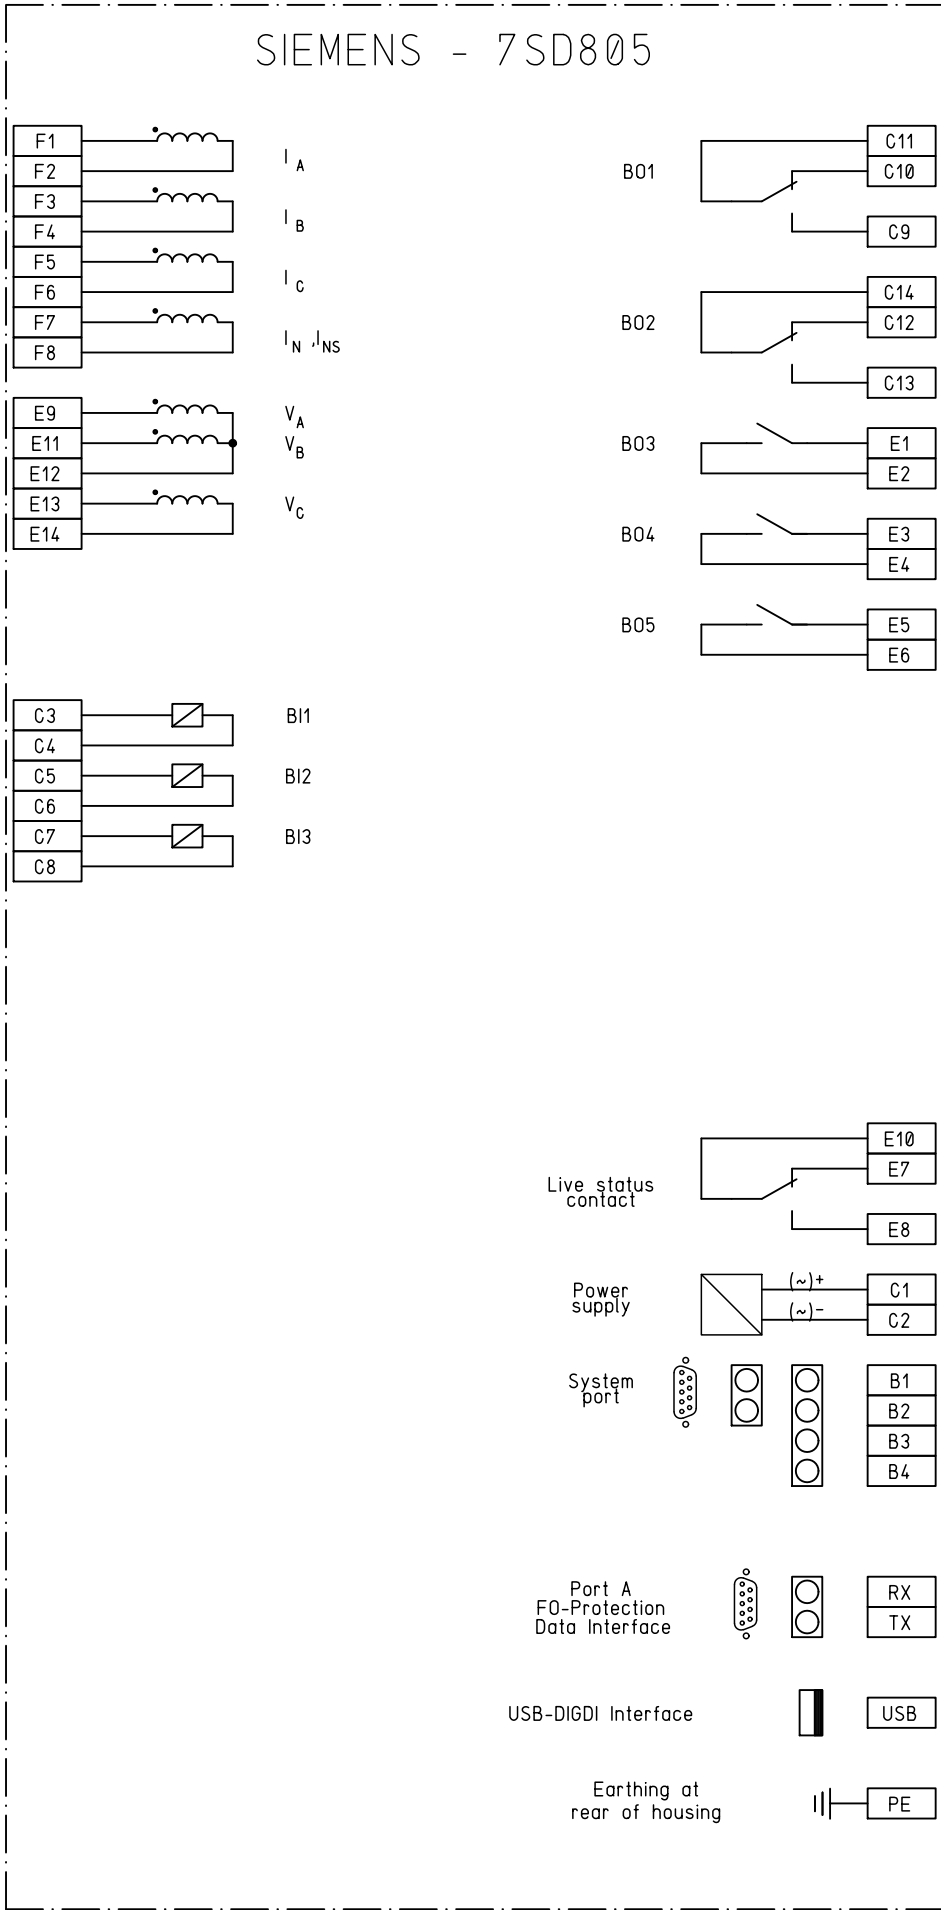 SIEMENS - 7SD805
F1
F2
I A
F3
F4
I B
F5
F6
I C
F7
F8
I N , I NS
E9
V A
E11
V B
E12
E13
V C
E14
C3
BI1
C4
C5
BI2
C6
C7
BI3
C8
BO1
C11
C10
C9
BO2
C14
C12
C13
BO3
E1
E2
BO4
E3
E4
BO5
E5
E6
Live status
contact
E10
E7
E8
Power
supply
(~)+
C1
(~)-
C2
System
port
B1
B2
B3
B4
Port A
FO-Protection
Data Interface
RX
TX
USB-DIGDI Interface
USB
Earthing at
rear of housing
PE